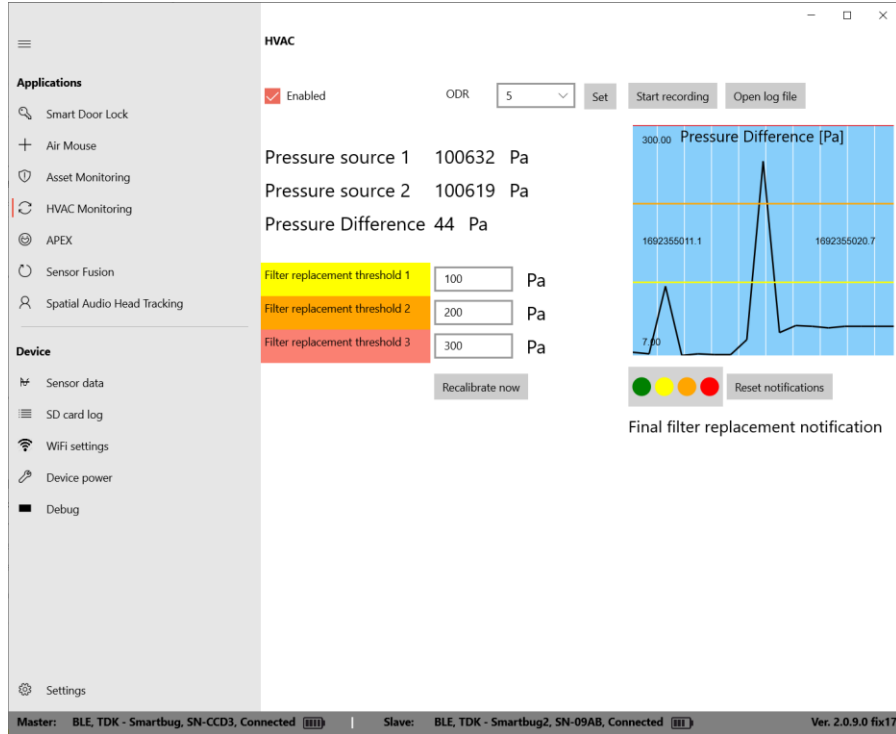 HVAC
Applications
Smart Door Lock
Air Mouse
Asset Monitoring
HVAC Monitoring
APEX
Sensor Fusion
Spatial Audio Head Tracking
Device
Sensor data
SD card log
WiFi settings
Device power
Debug
Settings
Enabled
ODR 5 Set Start recording Open log file
Pressure source 1 100632 Pa
Pressure source 2 100619 Pa
Pressure Difference 44 Pa
Filter replacement threshold 1 100 Pa
Filter replacement threshold 2 200 Pa
Filter replacement threshold 3 300 Pa
Recalibrate now
300.00 Pressure Difference [Pa]
1692355011.1 1692355020.7
7.00
Reset notifications
Final filter replacement notification
Master: BLE, TDK - Smartbug, SN-CCD3, Connected | Slave: BLE, TDK - Smartbug2, SN-09AB, Connected Ver. 2.0.9.0 fix17